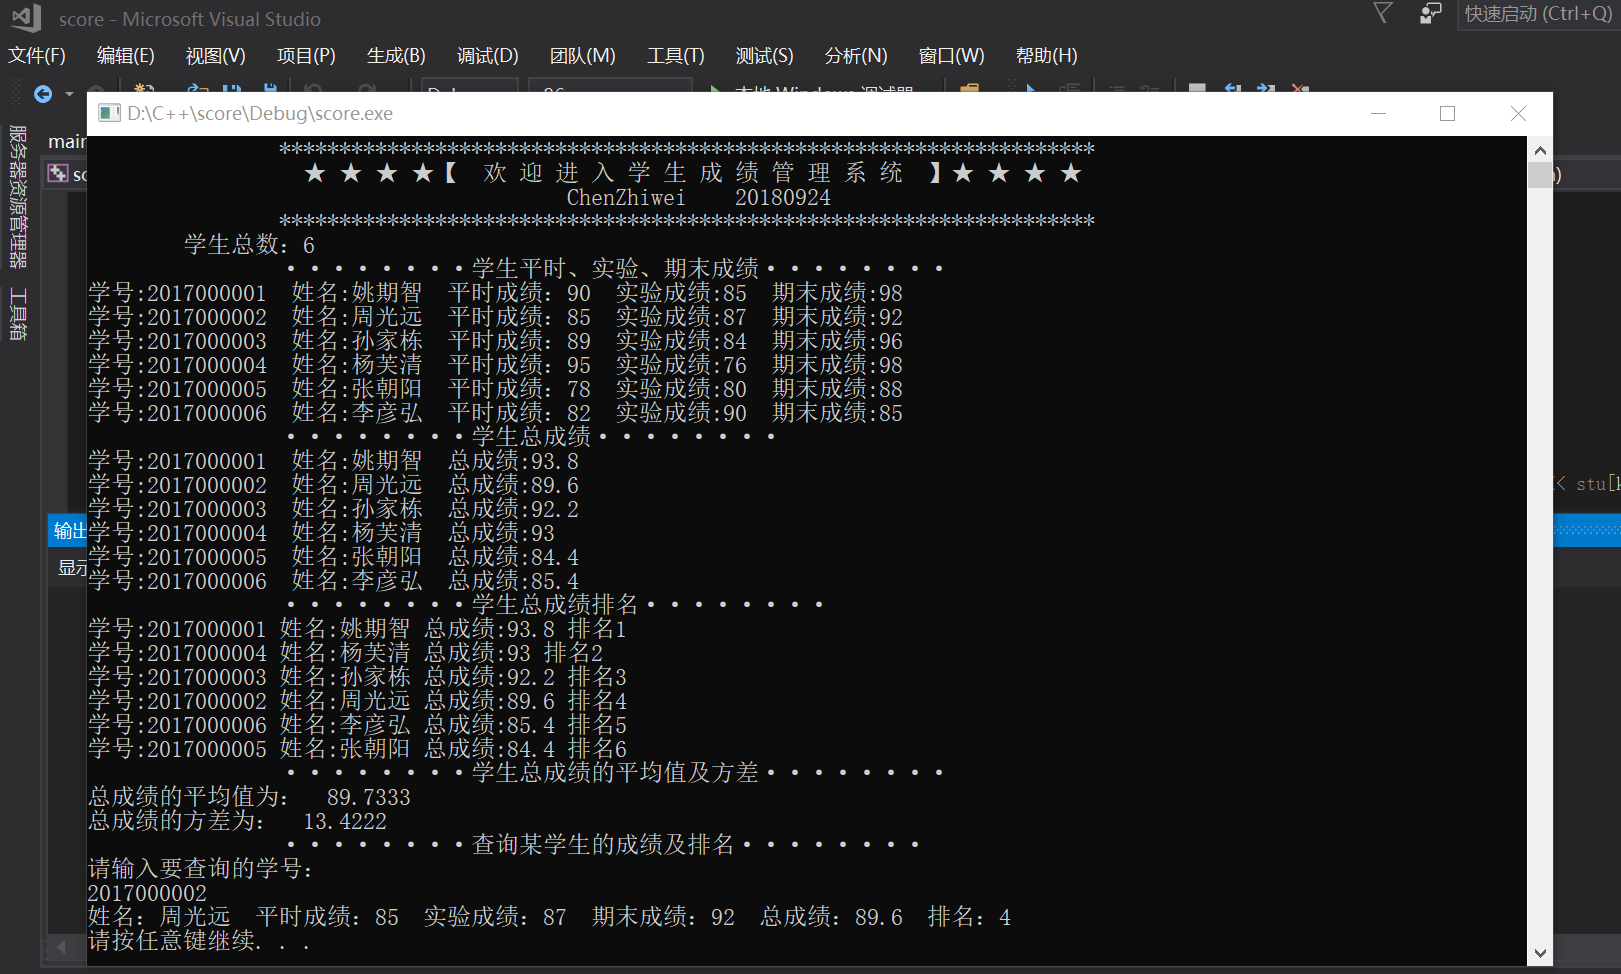 score - Microsoft Visual Studio
快速启动 (Ctrl+Q)
文件(F) 编辑(E) 视图(V) 项目(P) 生成(B) 调试(D) 团队(M) 工具(T) 测试(S) 分析(N) 窗口(W) 帮助(H)
D:\C++\score\Debug\score.exe
服务器资源管理器
工具箱
main
sc
********************************************************************
★ ★ ★ ★【 欢 迎 进 入 学 生 成 绩 管 理 系 统 】★ ★ ★ ★
ChenZhiwei 20180924
********************************************************************
学生总数：6
· · · · · · · ·学生平时、实验、期末成绩· · · · · · · ·
学号:2017000001 姓名:姚期智 平时成绩：90 实验成绩:85 期末成绩:98
学号:2017000002 姓名:周光远 平时成绩：85 实验成绩:87 期末成绩:92
学号:2017000003 姓名:孙家栋 平时成绩：89 实验成绩:84 期末成绩:96
学号:2017000004 姓名:杨芙清 平时成绩：95 实验成绩:76 期末成绩:98
学号:2017000005 姓名:张朝阳 平时成绩：78 实验成绩:80 期末成绩:88
学号:2017000006 姓名:李彦弘 平时成绩：82 实验成绩:90 期末成绩:85
· · · · · · · ·学生总成绩· · · · · · · ·
学号:2017000001 姓名:姚期智 总成绩:93.8
学号:2017000002 姓名:周光远 总成绩:89.6
学号:2017000003 姓名:孙家栋 总成绩:92.2
学号:2017000004 姓名:杨芙清 总成绩:93
学号:2017000005 姓名:张朝阳 总成绩:84.4
学号:2017000006 姓名:李彦弘 总成绩:85.4
· · · · · · · ·学生总成绩排名· · · · · · · ·
学号:2017000001 姓名:姚期智 总成绩:93.8 排名1
学号:2017000004 姓名:杨芙清 总成绩:93 排名2
学号:2017000003 姓名:孙家栋 总成绩:92.2 排名3
学号:2017000002 姓名:周光远 总成绩:89.6 排名4
学号:2017000006 姓名:李彦弘 总成绩:85.4 排名5
学号:2017000005 姓名:张朝阳 总成绩:84.4 排名6
· · · · · · · ·学生总成绩的平均值及方差· · · · · · · ·
总成绩的平均值为： 89.7333
总成绩的方差为： 13.4222
· · · · · · · ·查询某学生的成绩及排名· · · · · · · ·
请输入要查询的学号：
2017000002
姓名：周光远 平时成绩：85 实验成绩：87 期末成绩：92 总成绩：89.6 排名：4
请按任意键继续. . .
输出
显示
< stu[k